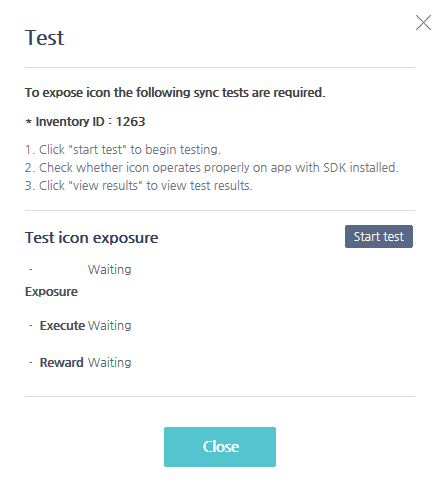 Test
To expose icon the following sync tests are required.
* Inventory ID : 1263
1. Click "start test" to begin testing.
2. Check whether icon operates properly on app with SDK installed.
3. Click "view results" to view test results.
Test icon exposure
Start test
- Waiting
Exposure
- Execute Waiting
- Reward Waiting
Close